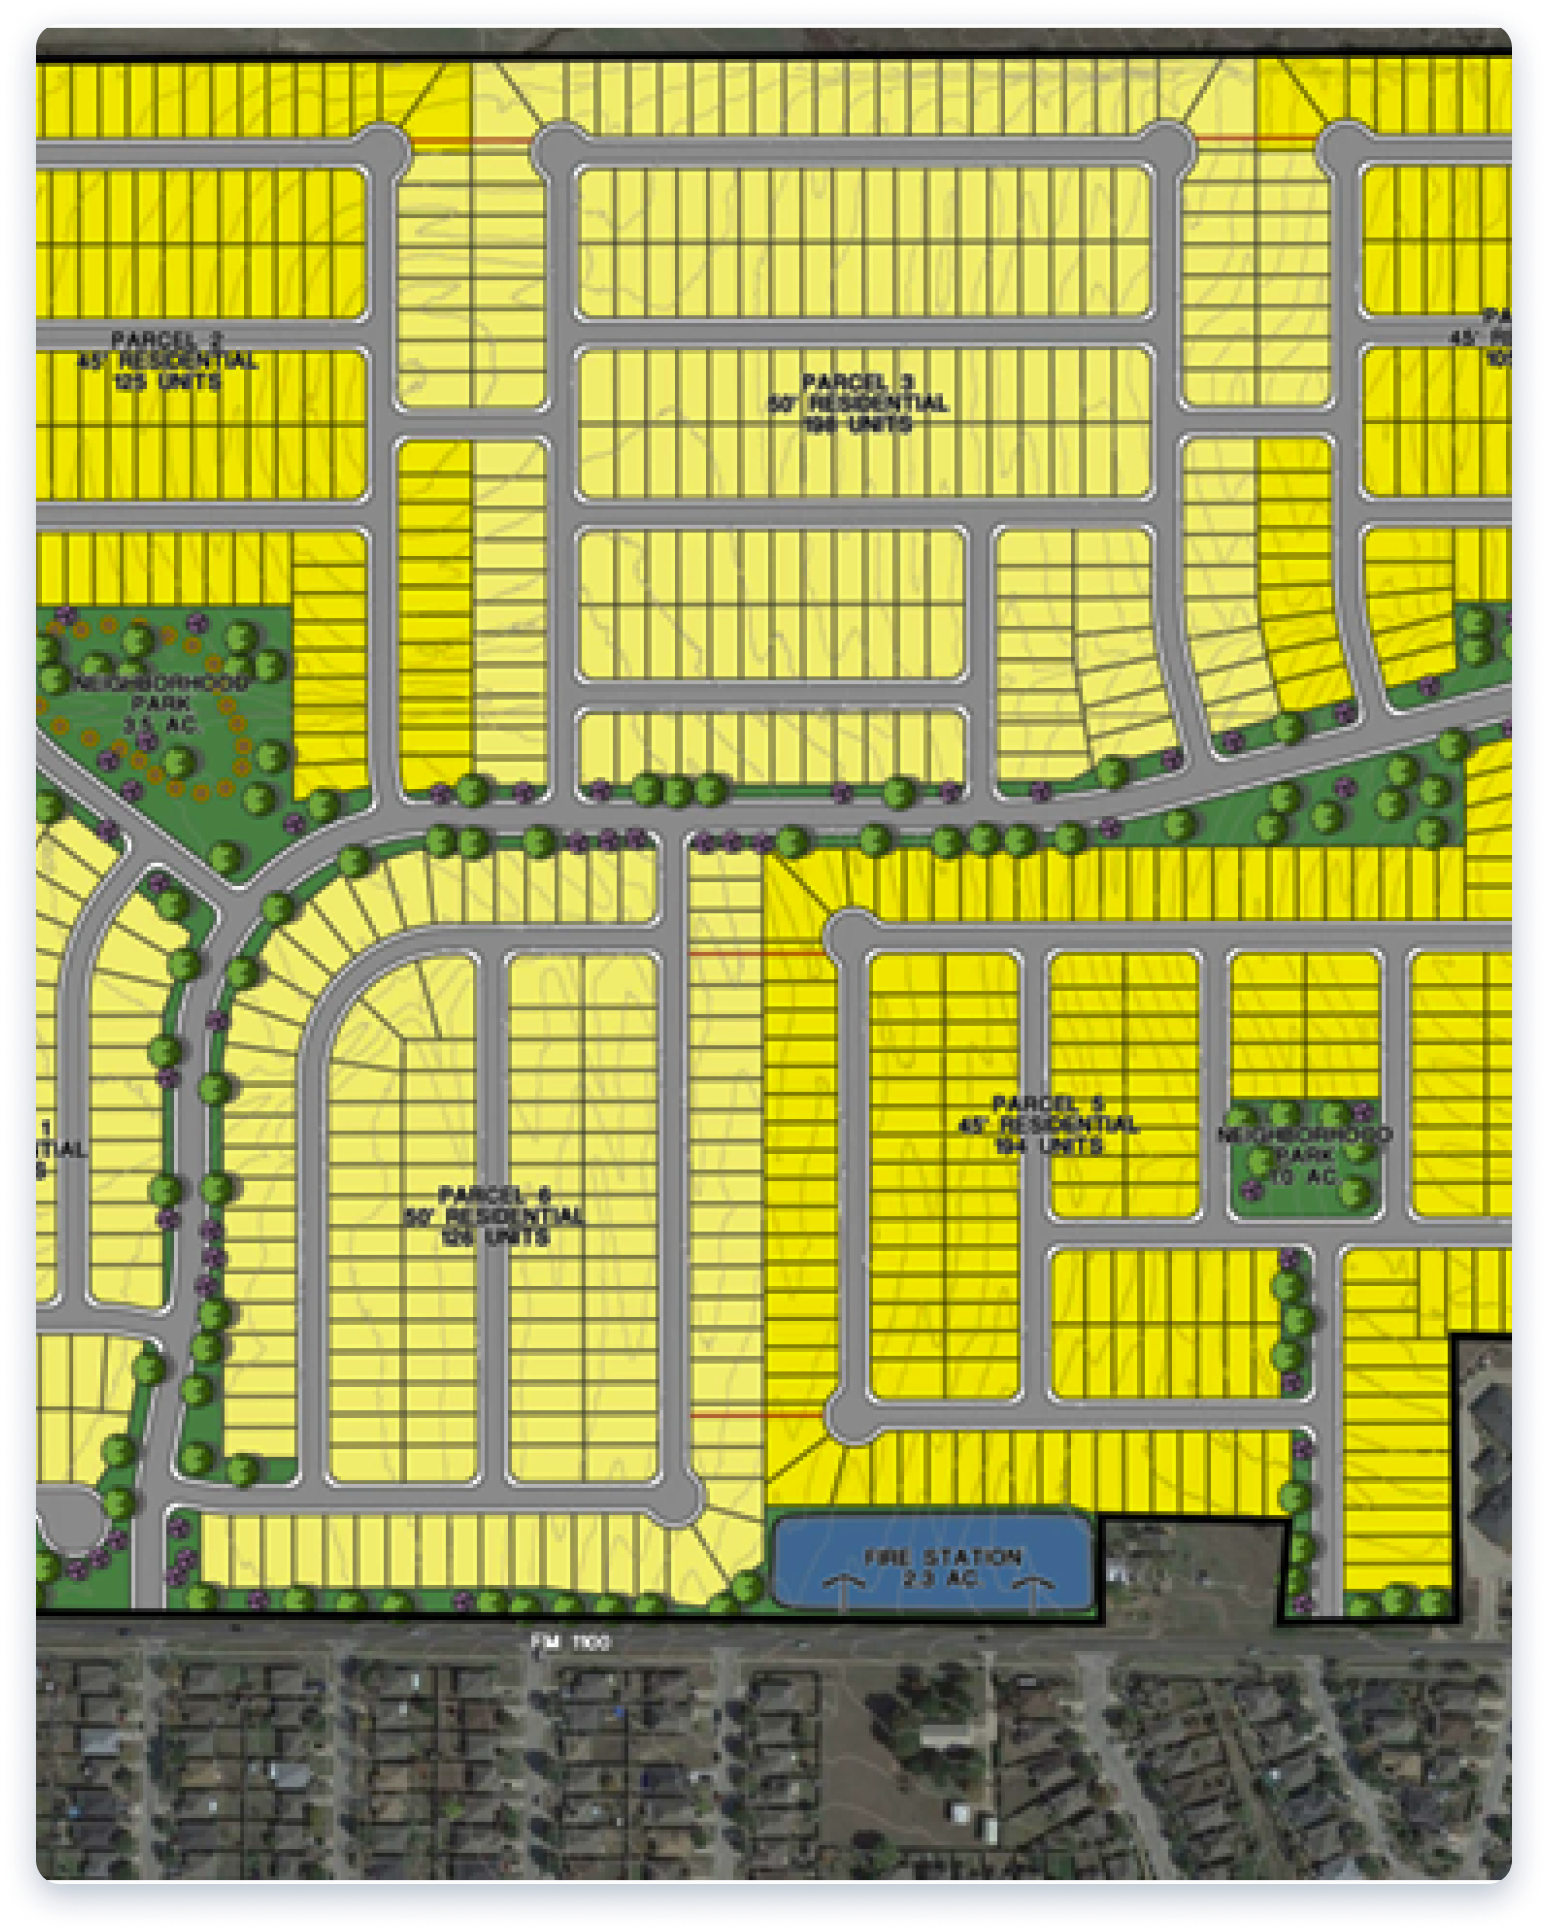 PARCEL 2
45' RESIDENTIAL
125 UNITS
PARCEL 3
50' RESIDENTIAL
198 UNITS
PA
45' RE
105
NEIGHBORHOOD
PARK
3.5 AC.
1
TIAL
S
PARCEL 5
45' RESIDENTIAL
194 UNITS
NEIGHBORHOOD
PARK
1.0 AC.
PARCEL 6
50' RESIDENTIAL
126 UNITS
FIRE STATION
2.3 AC.
FM 1100